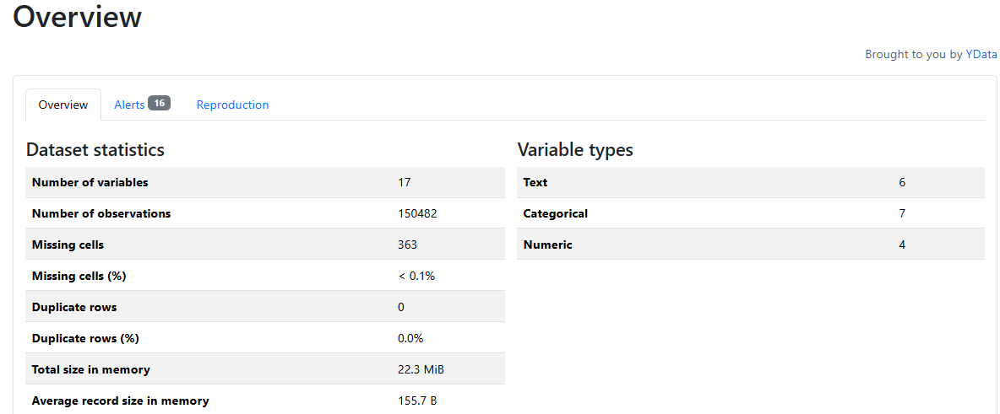 Overview
Brought to you by YData
Overview Alerts 16 Reproduction
Dataset statistics
Number of variables 17
Number of observations 150482
Missing cells 363
Missing cells (%) < 0.1%
Duplicate rows 0
Duplicate rows (%) 0.0%
Total size in memory 22.3 MiB
Average record size in memory 155.7 B
Variable types
Text 6
Categorical 7
Numeric 4